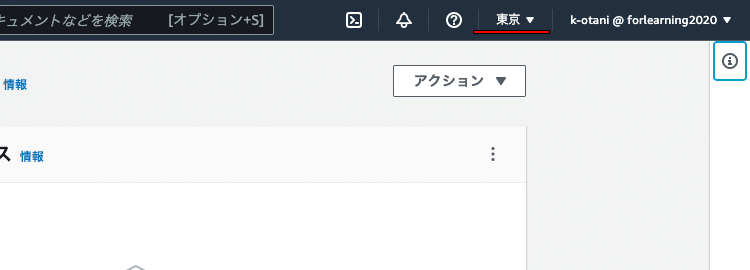 キュメントなどを検索 [オプション+S] 東京 ▼ k-otani @ forlearning2020 ▼
情報 アクション ▼
ス 情報